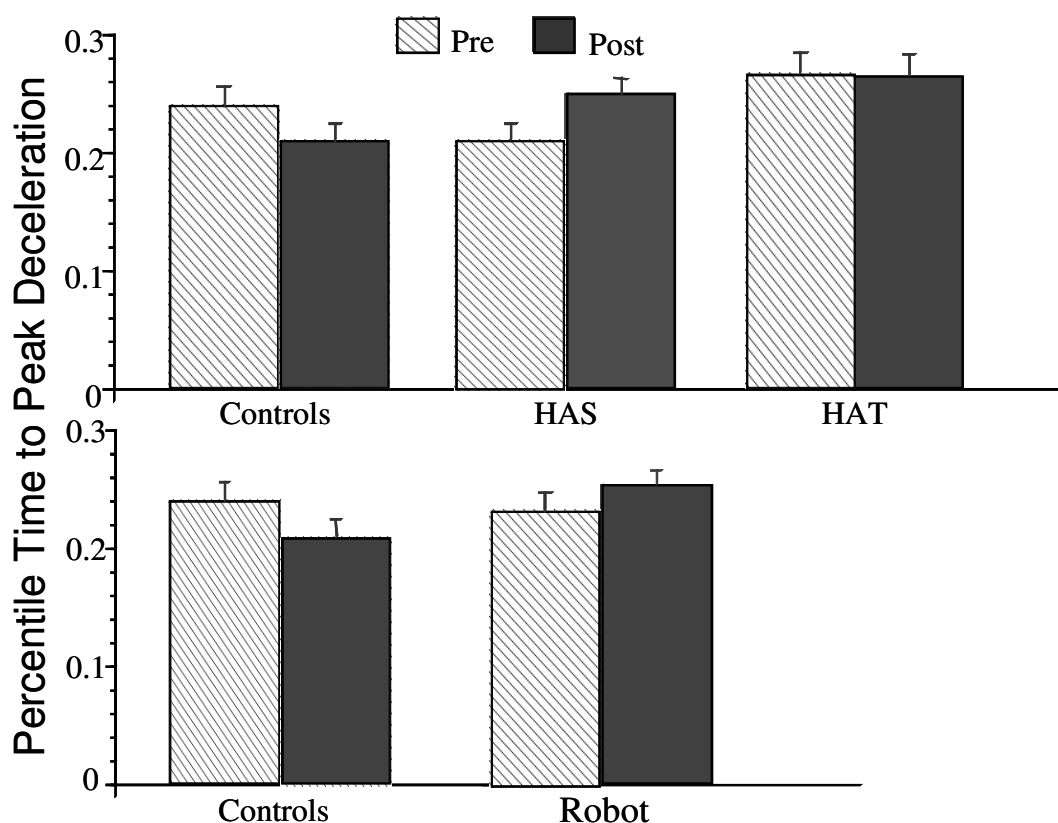 Pre Post
Percentile Time to Peak Deceleration
0.3
0.2
0.1
0
Controls HAS HAT
0.3
0.2
0.1
0
Controls Robot